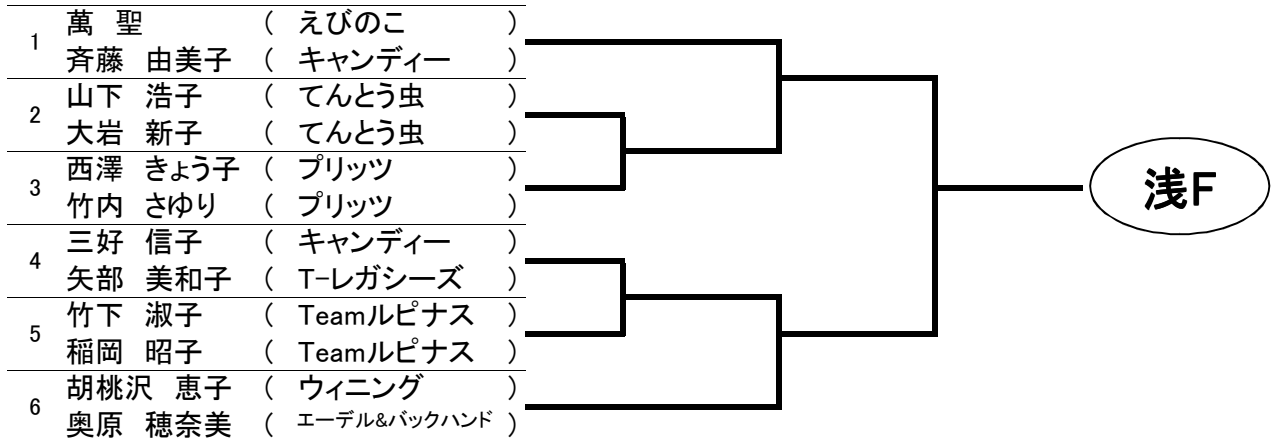 1
萬 聖 ( えびのこ )
斉藤 由美子 ( キャンディー )
2
山下 浩子 ( てんとう虫 )
大岩 新子 ( てんとう虫 )
3
西澤 きょう子 ( プリッツ )
竹内 さゆり ( プリッツ )
4
三好 信子 ( キャンディー )
矢部 美和子 ( T-レガシーズ )
5
竹下 淑子 ( Teamルピナス )
稲岡 昭子 ( Teamルピナス )
6
胡桃沢 恵子 ( ウィニング )
奥原 穂奈美 ( エーデル&バックハンド )
浅F